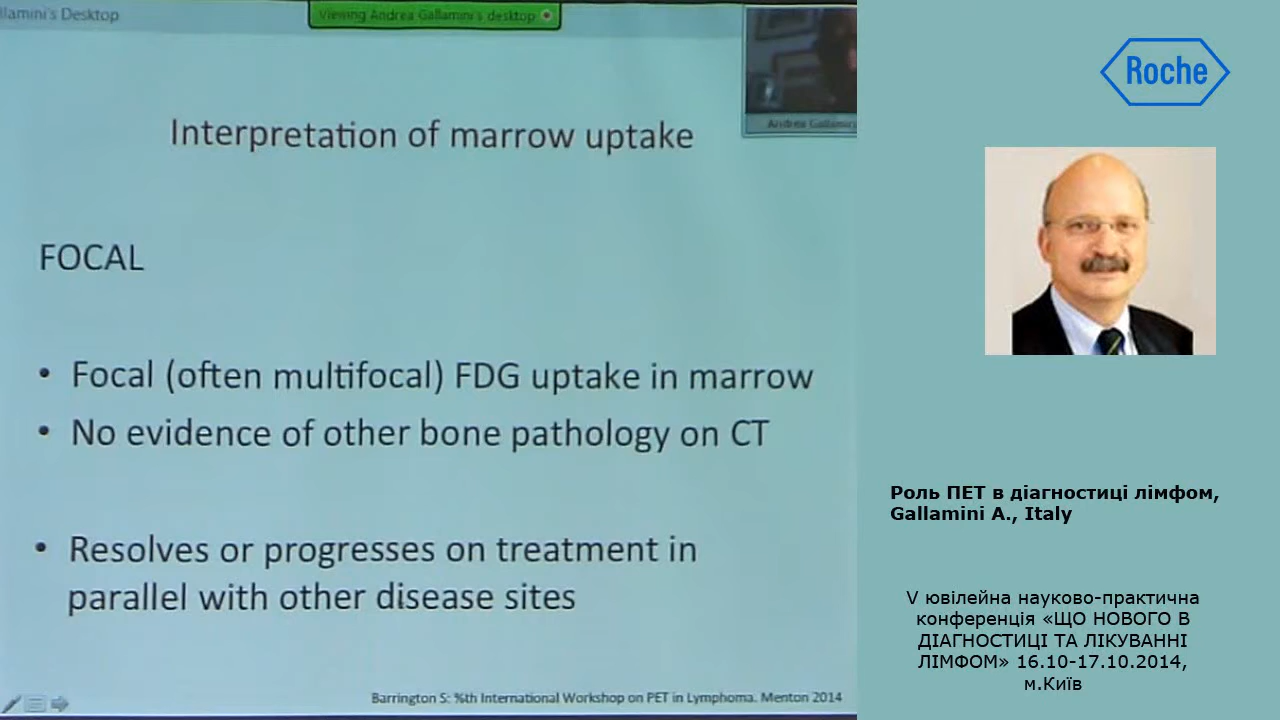 llamini's Desktop
Viewing Andrea Gallamini's desktop
Andrea Gallamini
Interpretation of marrow uptake
FOCAL
• Focal (often multifocal) FDG uptake in marrow
• No evidence of other bone pathology on CT
• Resolves or progresses on treatment in
parallel with other disease sites
Barrington S: %th International Workshop on PET in Lymphoma. Menton 2014
Roche
Роль ПЕТ в діагностиці лімфом,
Gallamini A., Italy
V ювілейна науково-практична
конференція «ЩО НОВОГО В
ДІАГНОСТИЦІ ТА ЛІКУВАННІ
ЛІМФОМ» 16.10-17.10.2014,
м.Київ